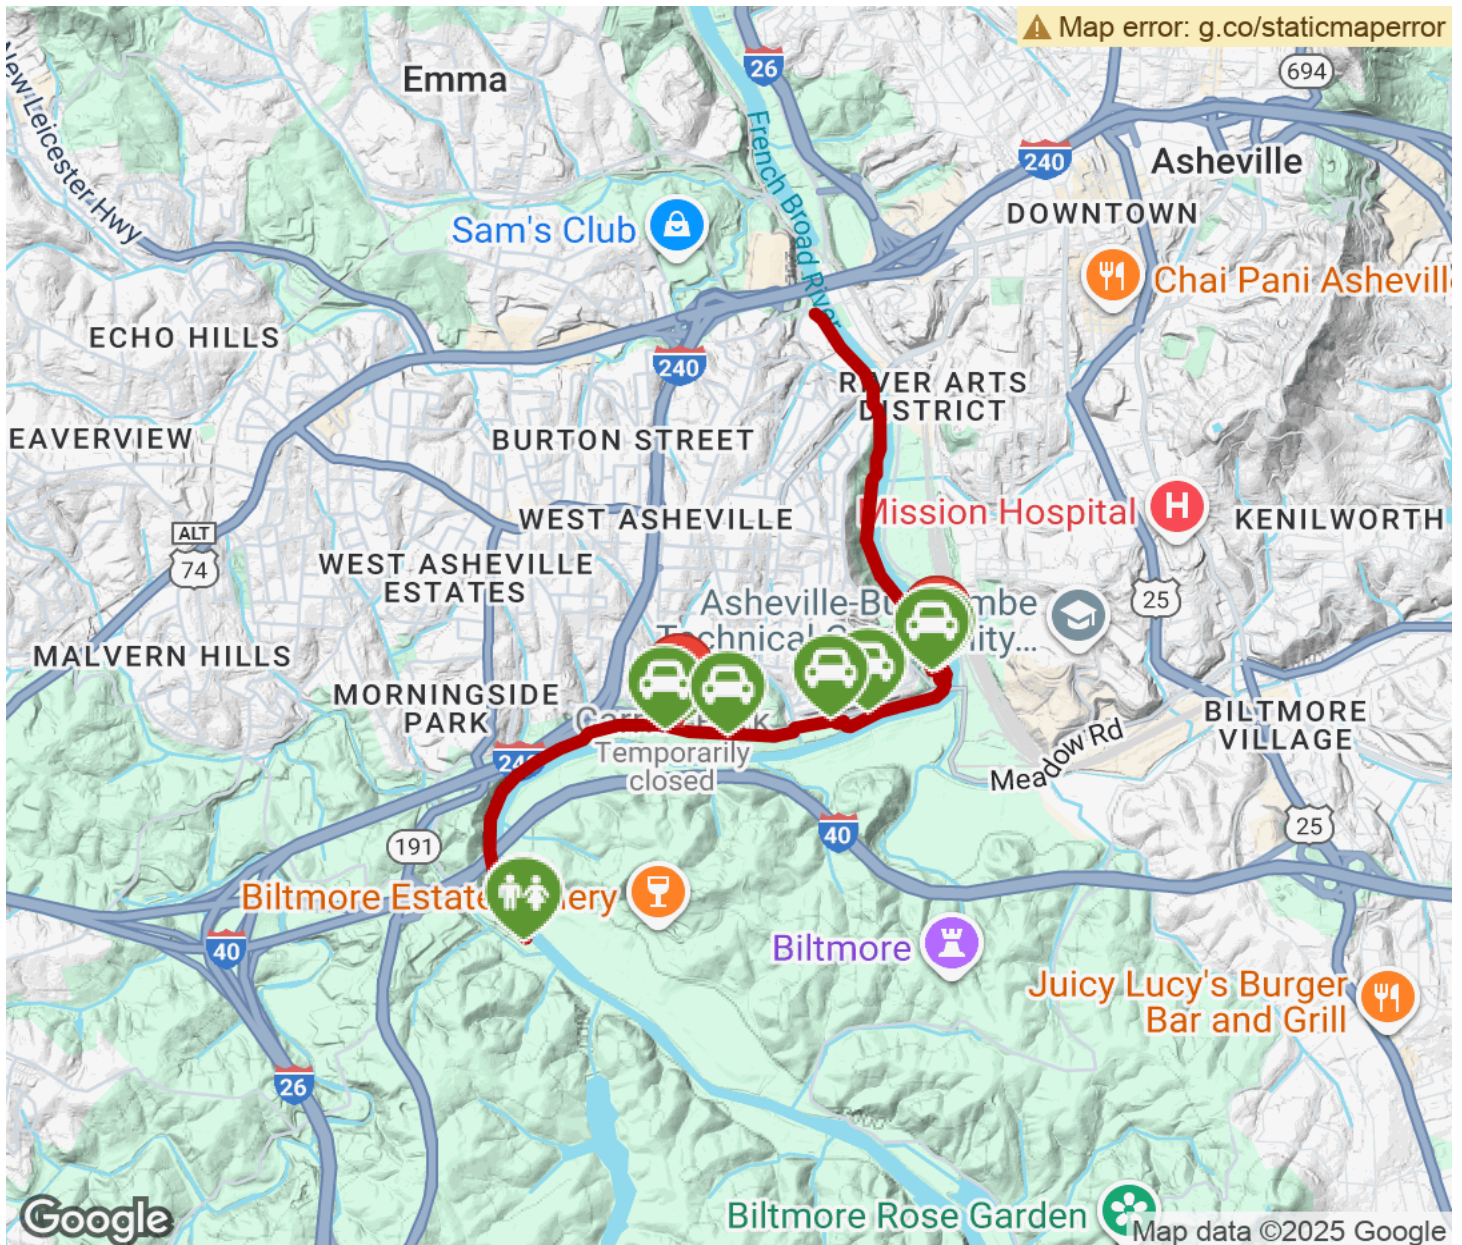 Map error: g.co/staticmaperror
Emma
26
694
New Leicester Hwy
French Broad River
240
Asheville
Sam's Club
DOWNTOWN
Chai Pani Ashevill
ECHO HILLS
240
RIVER ARTS
DISTRICT
EAVERVIEW
BURTON STREET
WEST ASHEVILLE
Mission Hospital
H
KENILWORTH
ALT
74
WEST ASHEVILLE
ESTATES
25
MALVERN HILLS
MORNINGSIDE
PARK
Temporarily
closed
BILTMORE
VILLAGE
Meadow Rd
25
40
191
Biltmore
40
Juicy Lucy's Burger
Bar and Grill
26
Biltmore Rose Garden
Google
Map data ©2025 Google